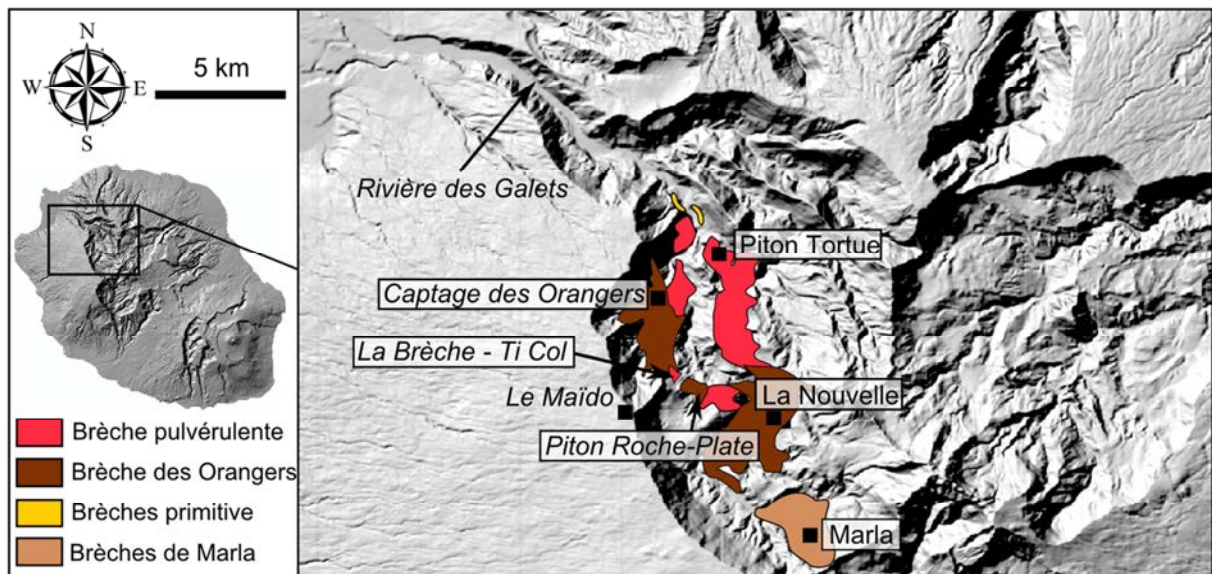 N
W E
S
5 km
Brèche pulvérulente
Brèche des Orangers
Brèches primitive
Brèches de Marla
Rivière des Galets
Piton Tortue
Captage des Orangers
La Brèche - Ti Col
Le Maïdo
La Nouvelle
Piton Roche-Plate
Marla